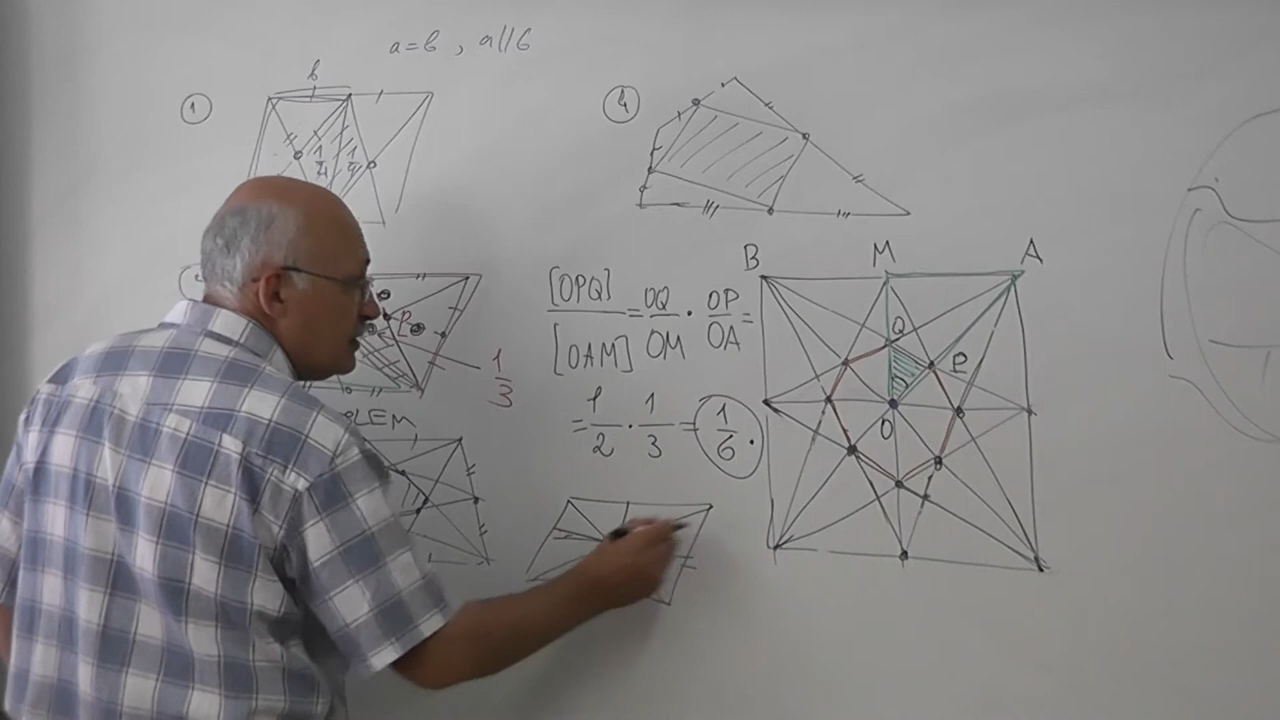 a=b , a//b
b
1
4
1/4 1/4
B M A
[OPQ]/[OAM] = OQ/OM · OP/OA =
Q
P
P
1/3
O
= 1/2 · 1/3 = 1/6 .